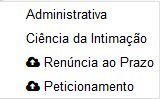 Administrativa
Ciência da Intimação
Renúncia ao Prazo
Peticionamento